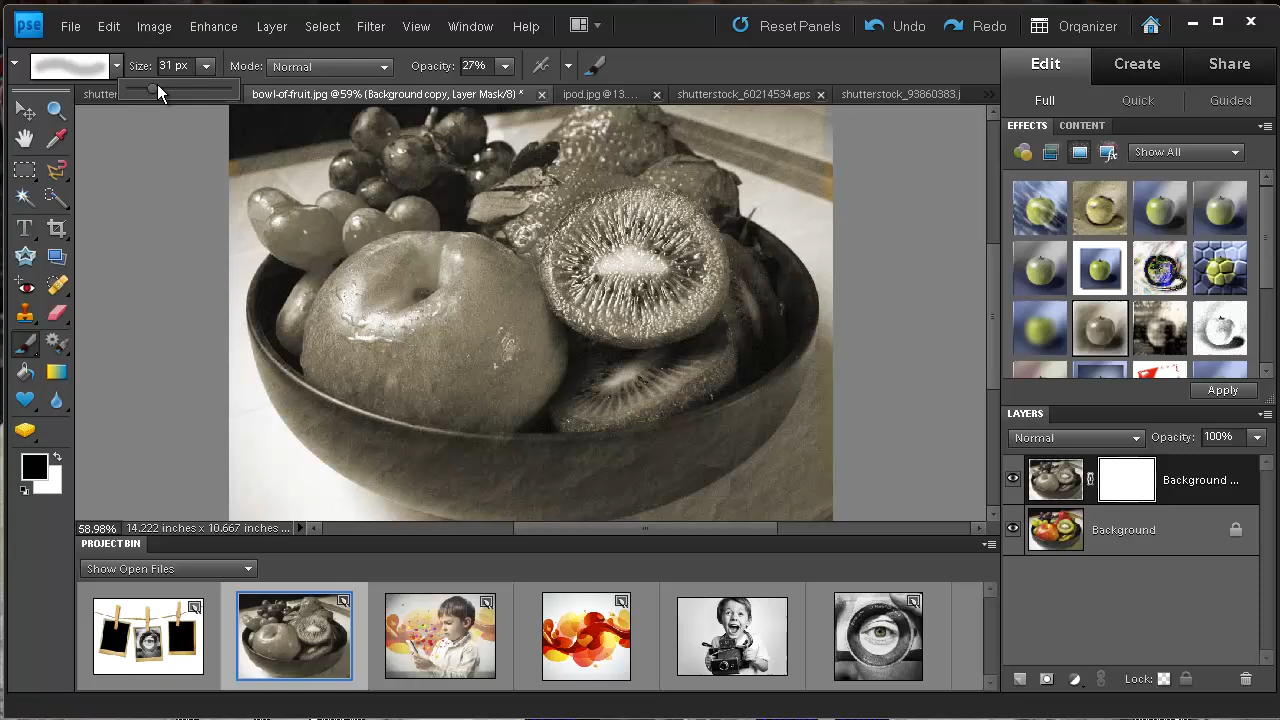 pse File Edit Image Enhance Layer Select Filter View Window Help Reset Panels Undo Redo Organizer
Size: 31 px Mode: Normal Opacity: 27% Edit Create Share
shutter bowl-of-fruit.jpg @59% (Background copy, Layer Mask/8) * ipod.jpg @13... shutterstock_60214534.eps shutterstock_93860383.j
Full Quick Guided
EFFECTS CONTENT
Show All
T
Apply
LAYERS
Normal Opacity: 100%
Background ...
Background
58.98% 14.222 inches x 10.667 inches ...
PROJECT BIN
Show Open Files
Lock: